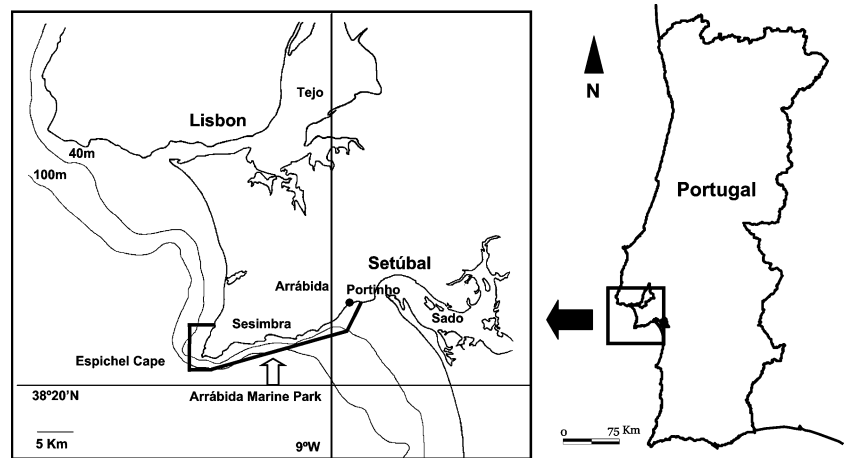 Tejo
Lisbon
40m
100m
Setúbal
Arrábida
Portinho
Sado
Sesimbra
Espichel Cape
38º20’N
Arrábida Marine Park
5 Km
9ºW
N
Portugal
0 75 Km